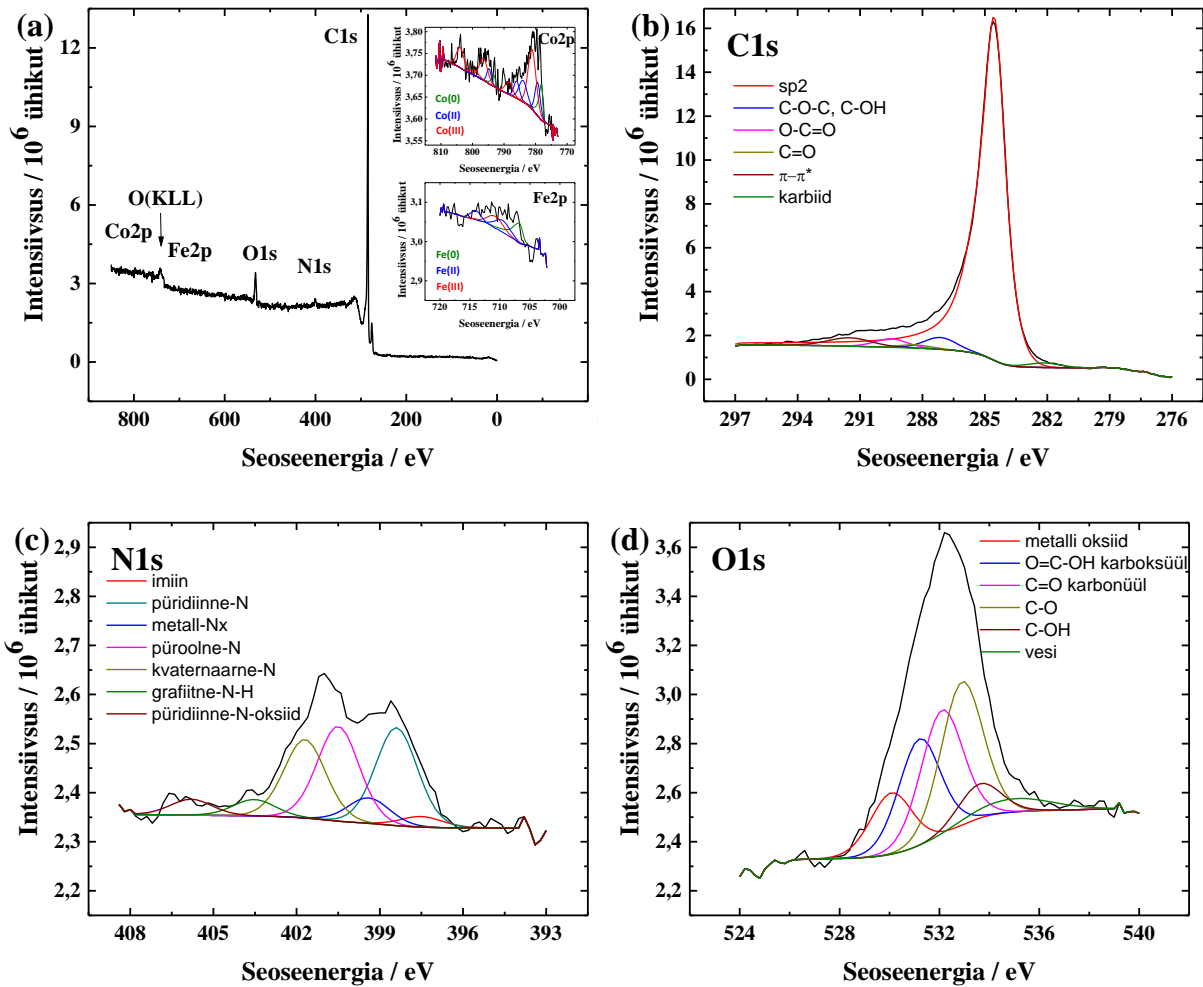 (a)
C1s
O(KLL)
Co2p
Fe2p
O1s
N1s
Intensiivsus / 10^6 ühikut
12
9
6
3
0
800
600
400
200
0
Seoseenergia / eV
Co2p
Intensiivsus / 10^6 ühikut
3,80
3,75
3,70
3,65
3,60
3,55
Co(0)
Co(II)
Co(III)
810
800
790
780
770
Seoseenergia / eV
Fe2p
Intensiivsus / 10^6 ühikut
3,1
3,0
2,9
Fe(0)
Fe(II)
Fe(III)
720
715
710
705
700
Seoseenergia / eV
(b)
C1s
sp2
C-O-C, C-OH
O-C=O
C=O
π−π*
karbiid
Intensiivsus / 10^6 ühikut
16
14
12
10
8
6
4
2
0
297
294
291
288
285
282
279
276
Seoseenergia / eV
(c)
N1s
imiin
püridiinne-N
metall-Nx
püroolne-N
kvaternaarne-N
grafiitne-N-H
püridiinne-N-oksiid
Intensiivsus / 10^6 ühikut
2,9
2,8
2,7
2,6
2,5
2,4
2,3
2,2
408
405
402
399
396
393
Seoseenergia / eV
(d)
O1s
metalli oksiid
O=C-OH karboksüül
C=O karbonüül
C-O
C-OH
vesi
Intensiivsus / 10^6 ühikut
3,6
3,4
3,2
3,0
2,8
2,6
2,4
2,2
524
528
532
536
540
Seoseenergia / eV